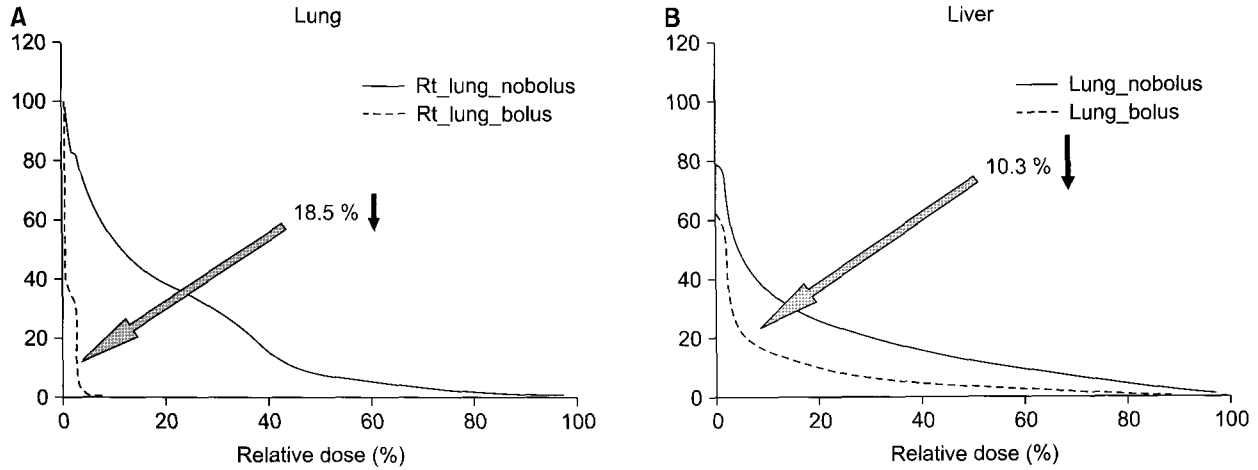 A
Lung
120
100
80
60
40
20
0
Rt_lung_nobolus
Rt_lung_bolus
18.5 %
0 20 40 60 80 100
Relative dose (%)
B
Liver
120
100
80
60
40
20
0
Lung_nobolus
Lung_bolus
10.3 %
0 20 40 60 80 100
Relative dose (%)